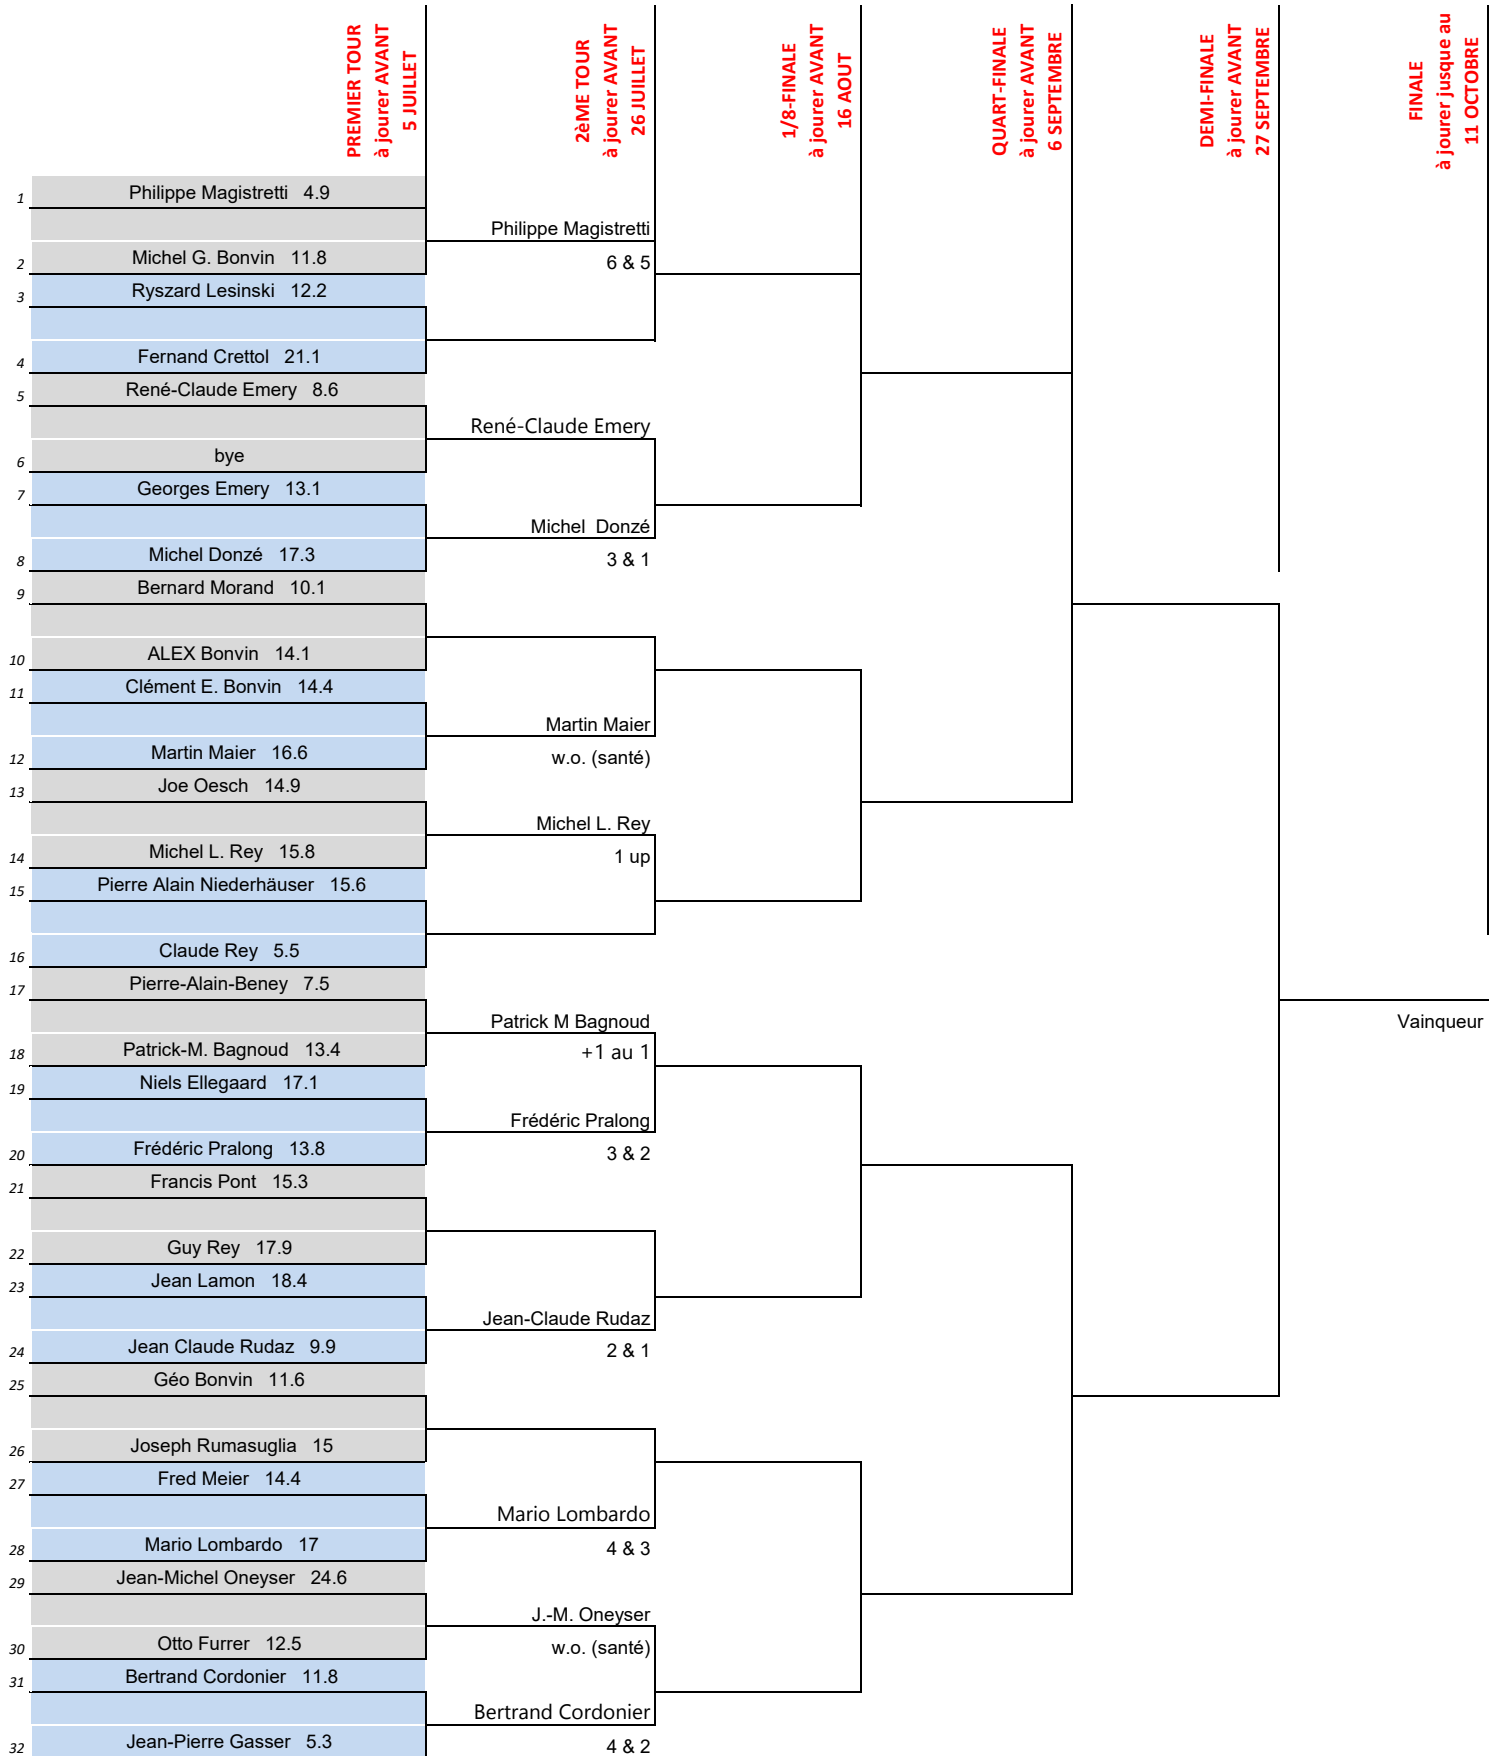 PREMIER TOUR
à jourer AVANT
5 JUILLET
2èME TOUR
à jourer AVANT
26 JUILLET
1/8-FINALE
à jourer AVANT
16 AOUT
QUART-FINALE
à jourer AVANT
6 SEPTEMBRE
DEMI-FINALE
à jourer AVANT
27 SEPTEMBRE
FINALE
à jourer jusque au
11 OCTOBRE
1 Philippe Magistretti 4.9
Philippe Magistretti
2 Michel G. Bonvin 11.8
6 & 5
3 Ryszard Lesinski 12.2
4 Fernand Crettol 21.1
5 René-Claude Emery 8.6
René-Claude Emery
6 bye
7 Georges Emery 13.1
Michel Donzé
8 Michel Donzé 17.3
3 & 1
9 Bernard Morand 10.1
10 ALEX Bonvin 14.1
11 Clément E. Bonvin 14.4
Martin Maier
12 Martin Maier 16.6
w.o. (santé)
13 Joe Oesch 14.9
Michel L. Rey
14 Michel L. Rey 15.8
1 up
15 Pierre Alain Niederhäuser 15.6
16 Claude Rey 5.5
17 Pierre-Alain-Beney 7.5
Patrick M Bagnoud
Vainqueur
18 Patrick-M. Bagnoud 13.4
+1 au 1
19 Niels Ellegaard 17.1
Frédéric Pralong
20 Frédéric Pralong 13.8
3 & 2
21 Francis Pont 15.3
22 Guy Rey 17.9
23 Jean Lamon 18.4
Jean-Claude Rudaz
24 Jean Claude Rudaz 9.9
2 & 1
25 Géo Bonvin 11.6
26 Joseph Rumasuglia 15
27 Fred Meier 14.4
Mario Lombardo
28 Mario Lombardo 17
4 & 3
29 Jean-Michel Oneyser 24.6
J.-M. Oneyser
30 Otto Furrer 12.5
w.o. (santé)
31 Bertrand Cordonier 11.8
Bertrand Cordonier
32 Jean-Pierre Gasser 5.3
4 & 2